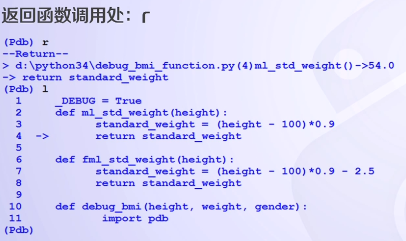 返回函数调用处：r
(Pdb) r
--Return--
> d:\python34\debug_bmi_function.py(4)ml_std_weight()->54.0
-> return standard_weight
(Pdb) l
1 _DEBUG = True
2 def ml_std_weight(height):
3 standard_weight = (height - 100)*0.9
4 -> return standard_weight
5
6 def fml_std_weight(height):
7 standard_weight = (height - 100)*0.9 - 2.5
8 return standard_weight
9
10 def debug_bmi(height, weight, gender):
11 import pdb
(Pdb)